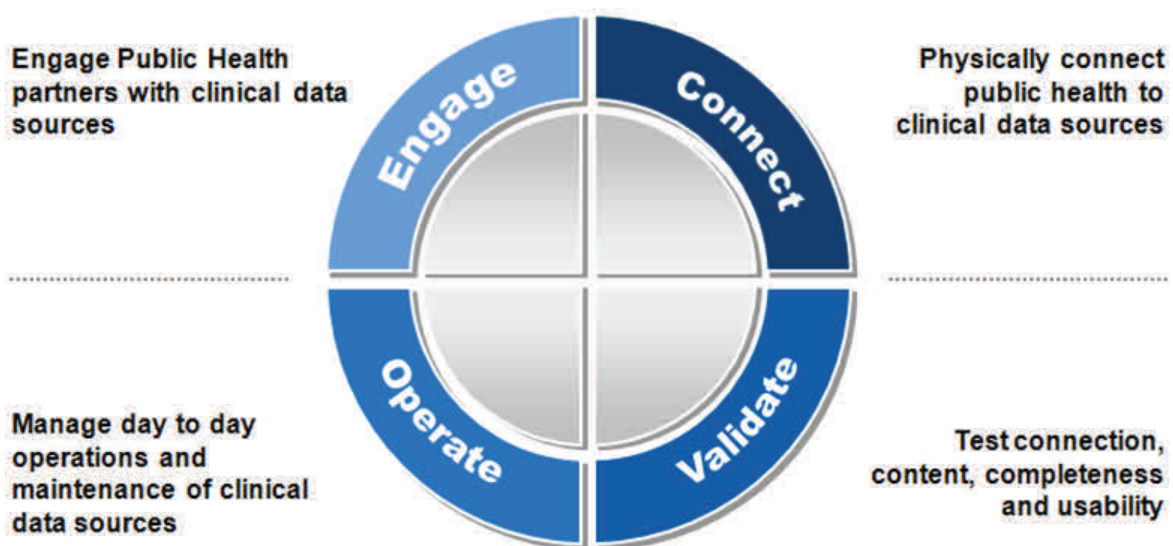 Engage Public Health
partners with clinical data
sources
Engage
Connect
Physically connect
public health to
clinical data sources
Manage day to day
operations and
maintenance of clinical
data sources
Operate
Validate
Test connection,
content, completeness
and usability